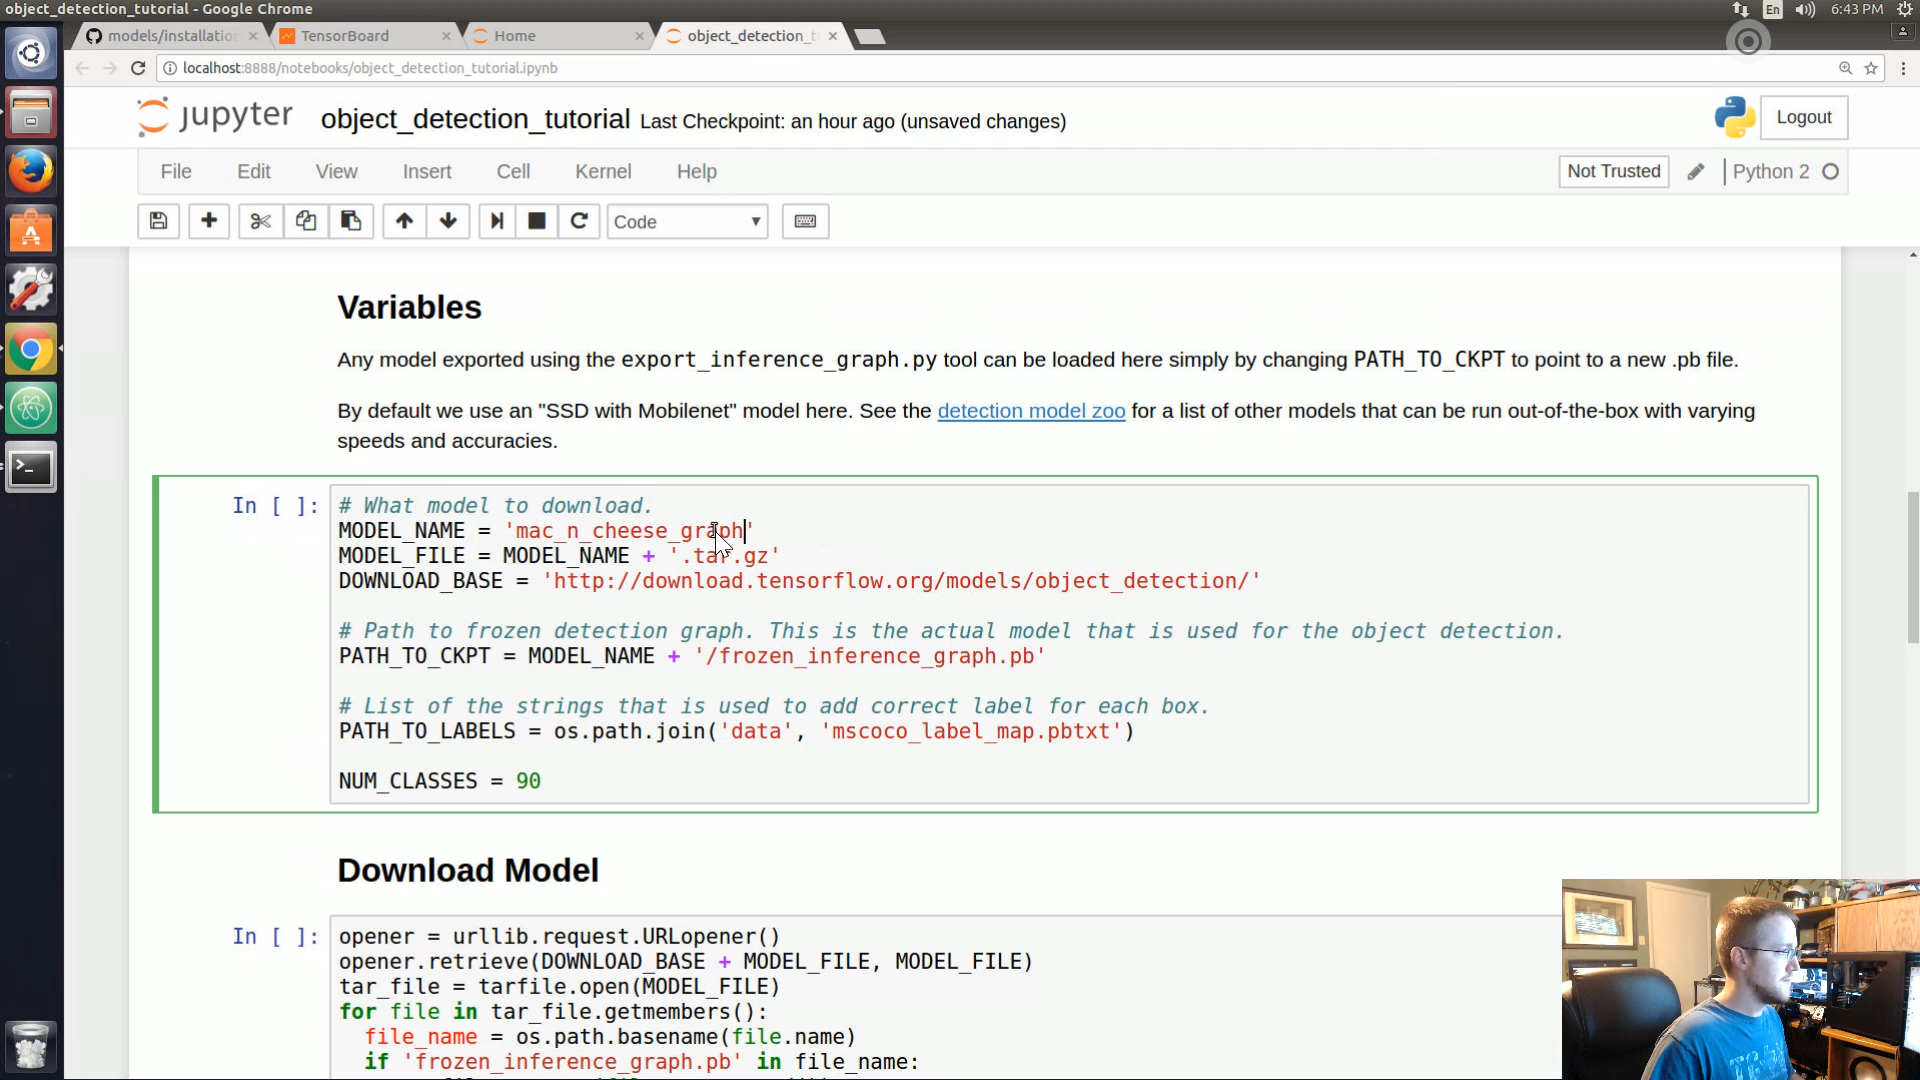 object_detection_tutorial - Google Chrome
En
6:43 PM
models/installation
TensorBoard
Home
object_detection_t
localhost:8888/notebooks/object_detection_tutorial.ipynb
jupyter
object_detection_tutorial Last Checkpoint: an hour ago (unsaved changes)
Logout
File Edit View Insert Cell Kernel Help
Not Trusted
Python 2
Code
Variables
Any model exported using the export_inference_graph.py tool can be loaded here simply by changing PATH_TO_CKPT to point to a new .pb file.
By default we use an "SSD with Mobilenet" model here. See the detection model zoo for a list of other models that can be run out-of-the-box with varying
speeds and accuracies.
In [ ]:
# What model to download.
MODEL_NAME = 'mac_n_cheese_graph'
MODEL_FILE = MODEL_NAME + '.tar.gz'
DOWNLOAD_BASE = 'http://download.tensorflow.org/models/object_detection/'
# Path to frozen detection graph. This is the actual model that is used for the object detection.
PATH_TO_CKPT = MODEL_NAME + '/frozen_inference_graph.pb'
# List of the strings that is used to add correct label for each box.
PATH_TO_LABELS = os.path.join('data', 'mscoco_label_map.pbtxt')
NUM_CLASSES = 90
Download Model
In [ ]:
opener = urllib.request.URLopener()
opener.retrieve(DOWNLOAD_BASE + MODEL_FILE, MODEL_FILE)
tar_file = tarfile.open(MODEL_FILE)
for file in tar_file.getmembers():
file_name = os.path.basename(file.name)
if 'frozen_inference_graph.pb' in file_name: